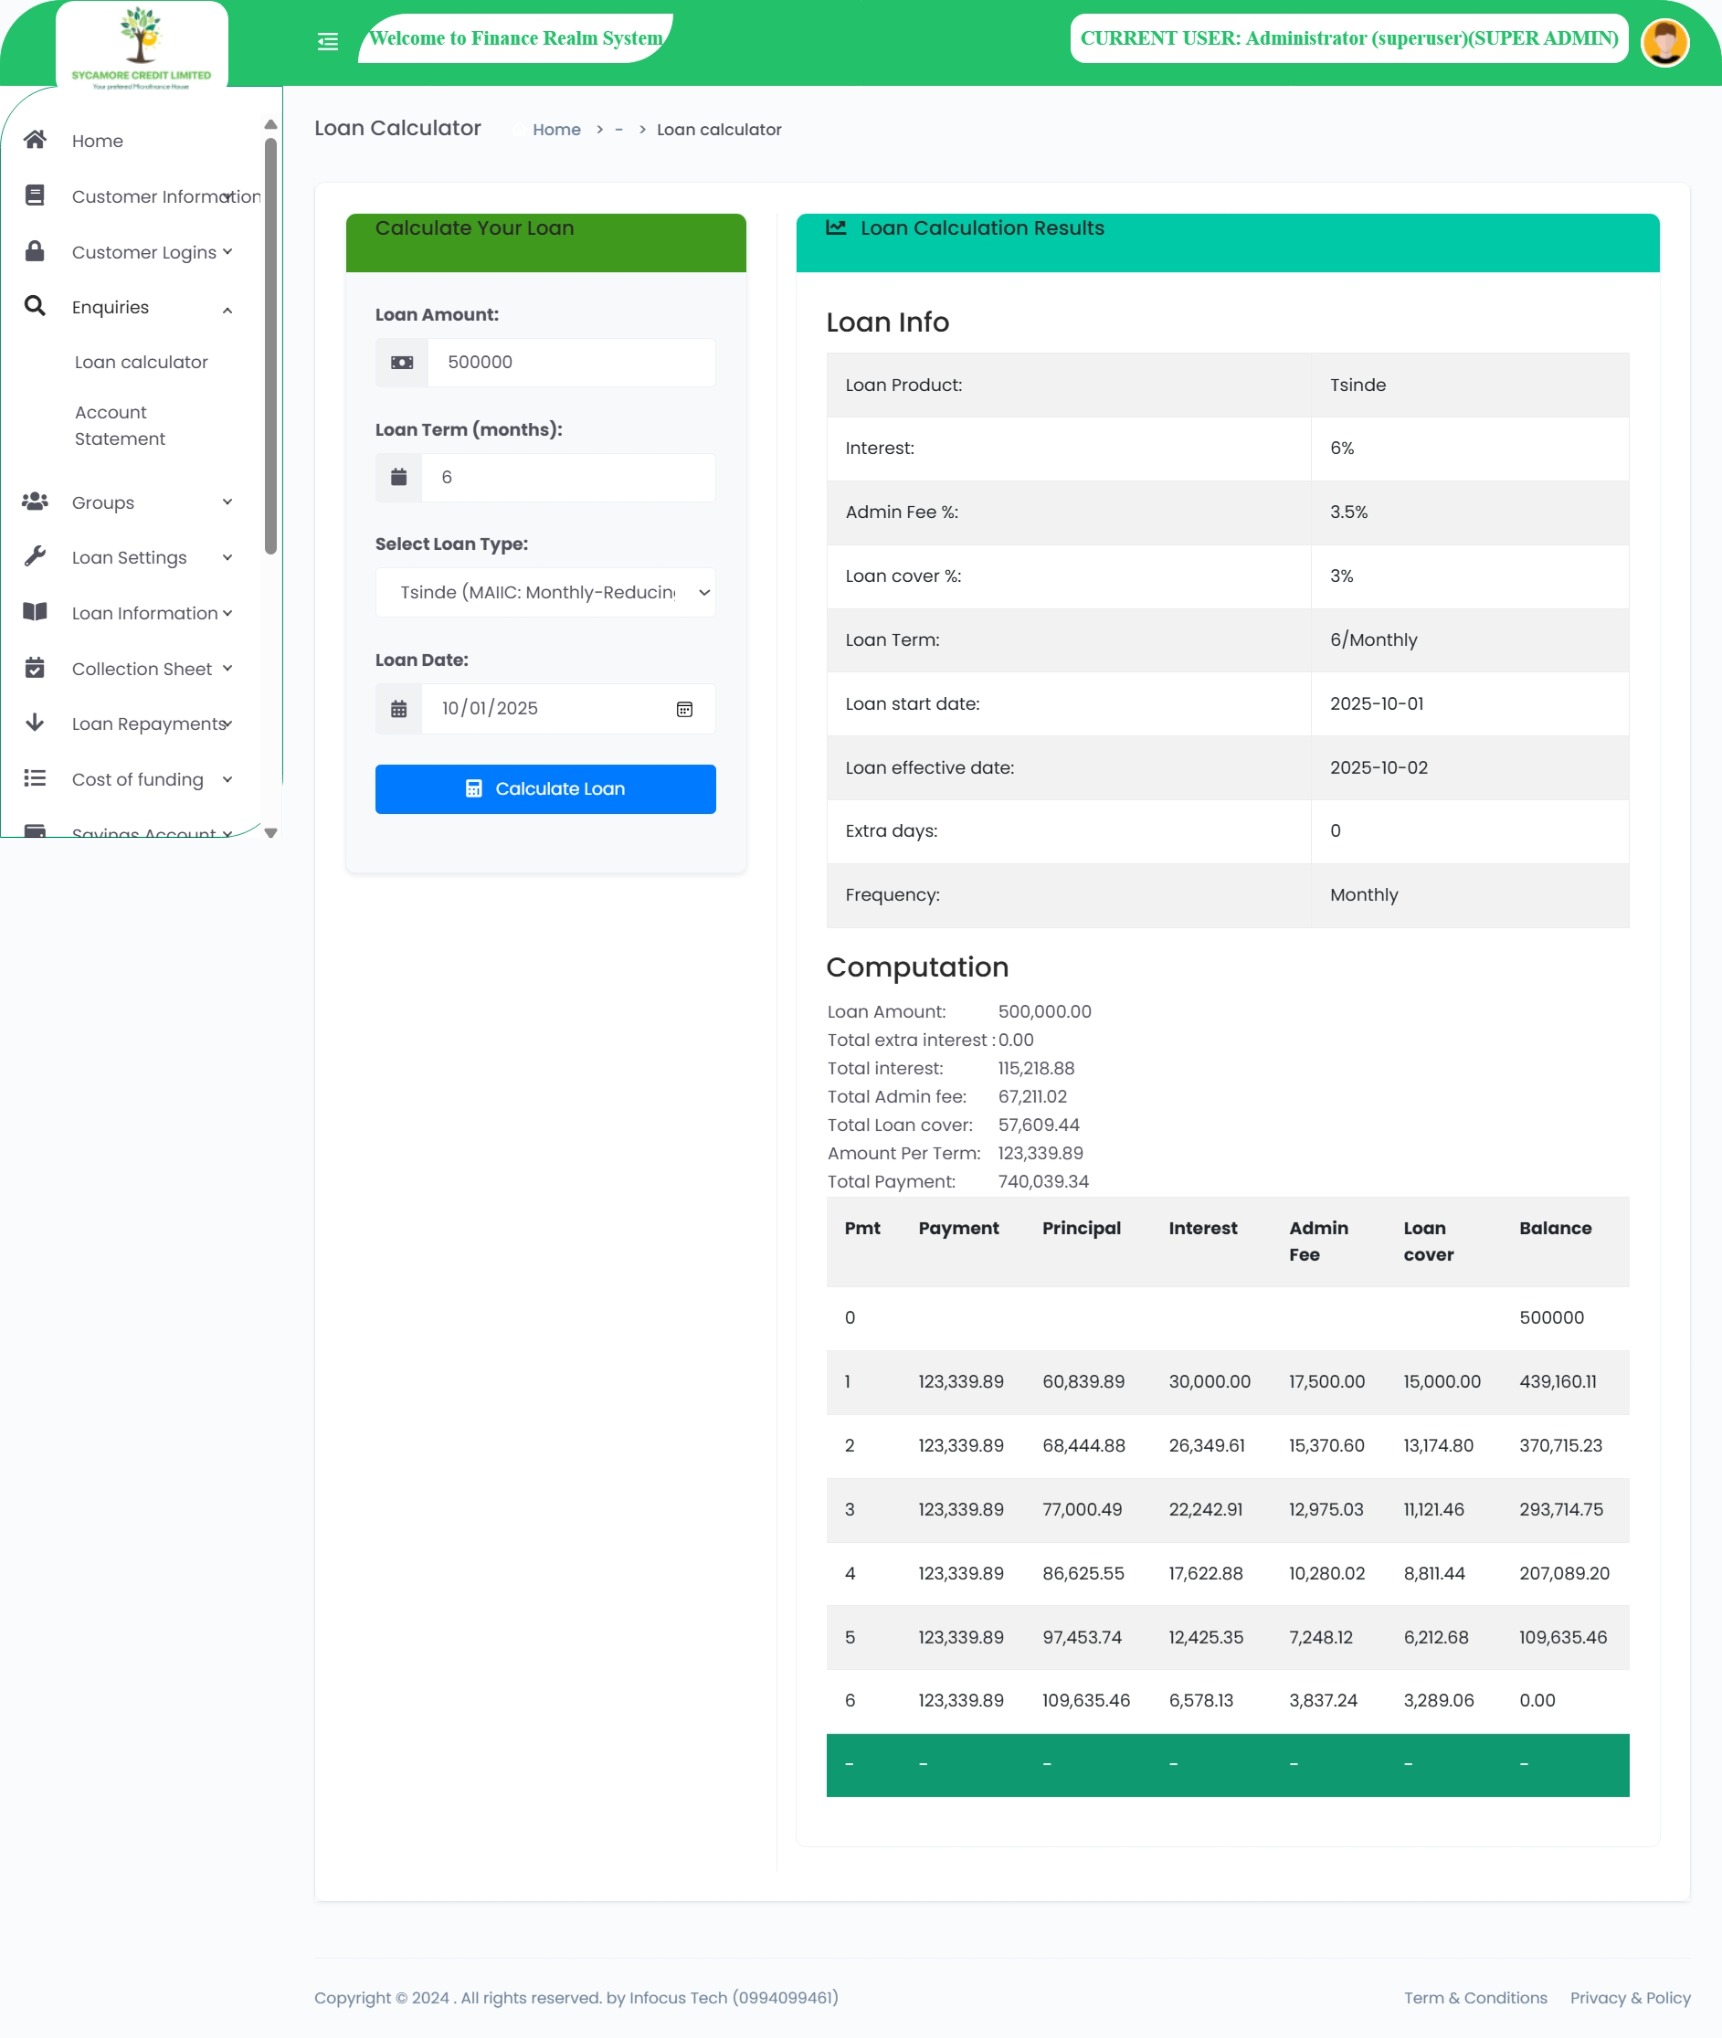 SYCAMORE CREDIT LIMITED
Your prefered Microfinance House
Welcome to Finance Realm System
CURRENT USER: Administrator (superuser)(SUPER ADMIN)
Home
Customer Information
Customer Logins
Enquiries
Loan calculator
Account
Statement
Groups
Loan Settings
Loan Information
Collection Sheet
Loan Repayments
Cost of funding
Savings Account
Loan Calculator
Home > - > Loan calculator
Calculate Your Loan
Loan Amount:
500000
Loan Term (months):
6
Select Loan Type:
Tsinde (MAIIC: Monthly-Reducing
Loan Date:
10/01/2025
Calculate Loan
Loan Calculation Results
Loan Info
Loan Product: Tsinde
Interest: 6%
Admin Fee %: 3.5%
Loan cover %: 3%
Loan Term: 6/Monthly
Loan start date: 2025-10-01
Loan effective date: 2025-10-02
Extra days: 0
Frequency: Monthly
Computation
Loan Amount: 500,000.00
Total extra interest : 0.00
Total interest: 115,218.88
Total Admin fee: 67,211.02
Total Loan cover: 57,609.44
Amount Per Term: 123,339.89
Total Payment: 740,039.34
Pmt Payment Principal Interest Admin Fee Loan cover Balance
0 500000
1 123,339.89 60,839.89 30,000.00 17,500.00 15,000.00 439,160.11
2 123,339.89 68,444.88 26,349.61 15,370.60 13,174.80 370,715.23
3 123,339.89 77,000.49 22,242.91 12,975.03 11,121.46 293,714.75
4 123,339.89 86,625.55 17,622.88 10,280.02 8,811.44 207,089.20
5 123,339.89 97,453.74 12,425.35 7,248.12 6,212.68 109,635.46
6 123,339.89 109,635.46 6,578.13 3,837.24 3,289.06 0.00
- - - - - - -
Copyright © 2024 . All rights reserved. by Infocus Tech (0994099461)
Term & Conditions Privacy & Policy